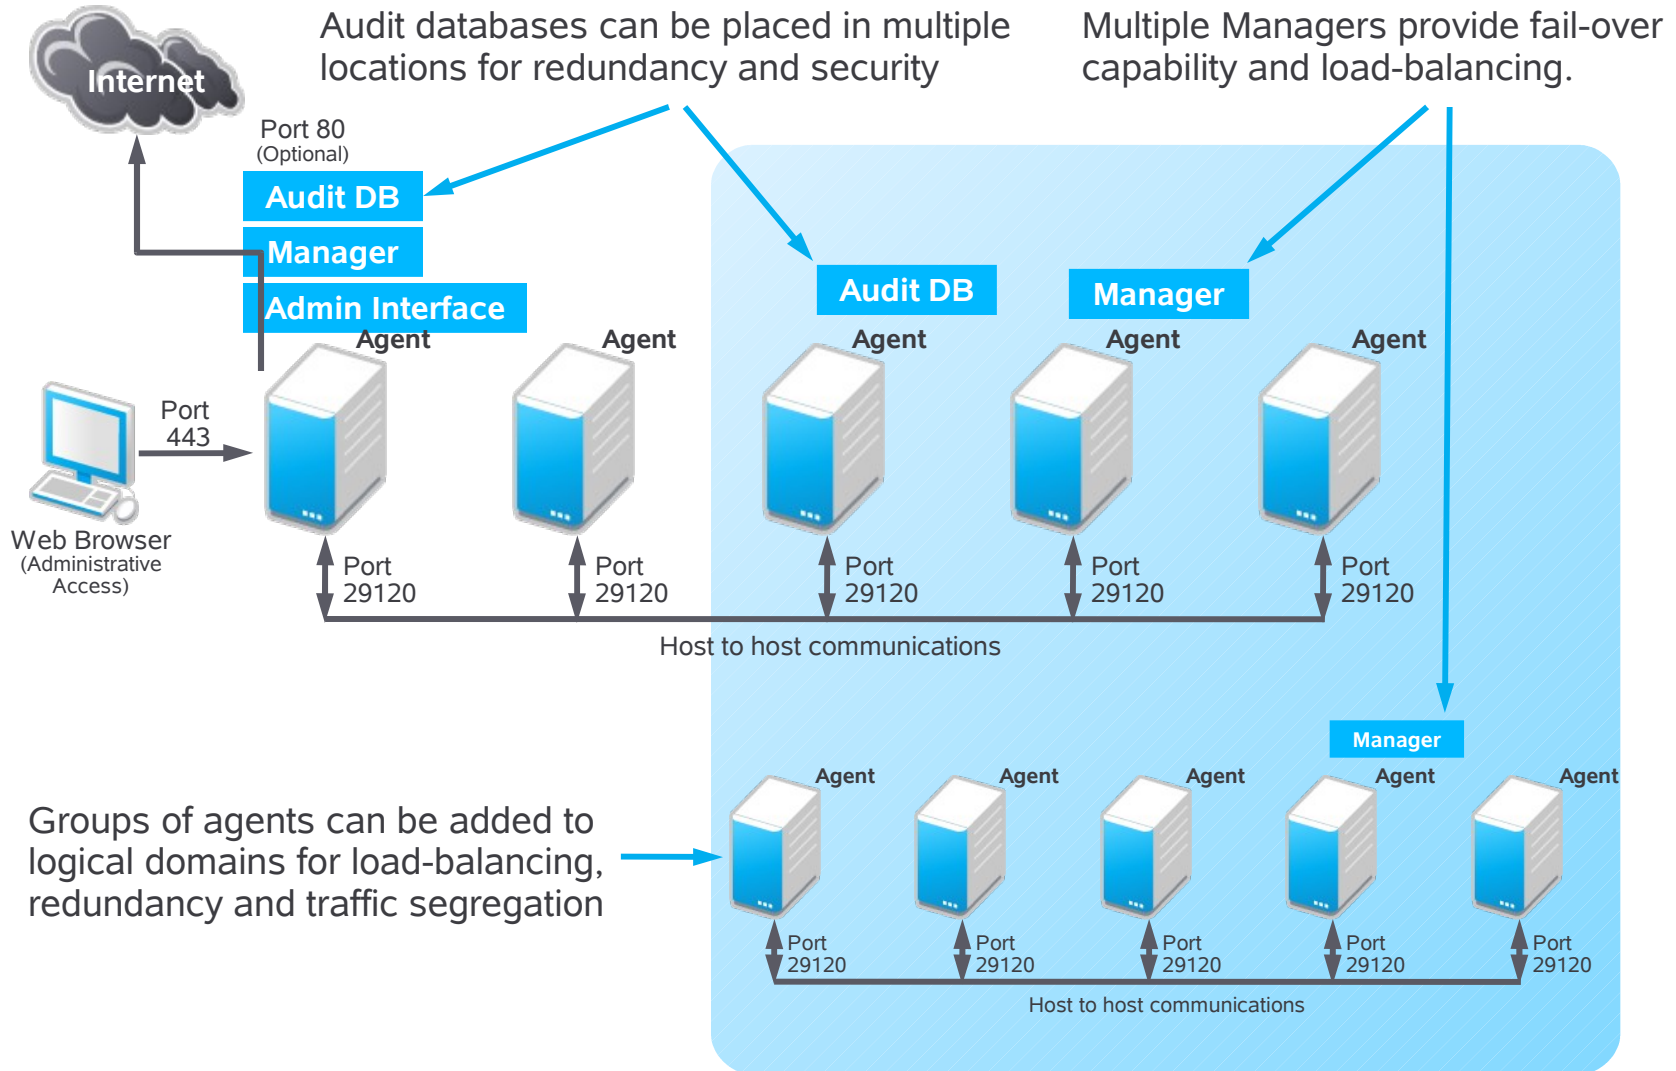 Audit databases can be placed in multiple
locations for redundancy and security
Multiple Managers provide fail-over
capability and load-balancing.
Internet
Port 80
(Optional)
Audit DB
Manager
Admin Interface
Audit DB
Manager
Agent
Agent
Agent
Agent
Agent
Port
443
Web Browser
(Administrative
Access)
Port
29120
Port
29120
Port
29120
Port
29120
Port
29120
Host to host communications
Manager
Agent
Agent
Agent
Agent
Agent
Groups of agents can be added to
logical domains for load-balancing,
redundancy and traffic segregation
Port
29120
Port
29120
Port
29120
Port
29120
Port
29120
Host to host communications